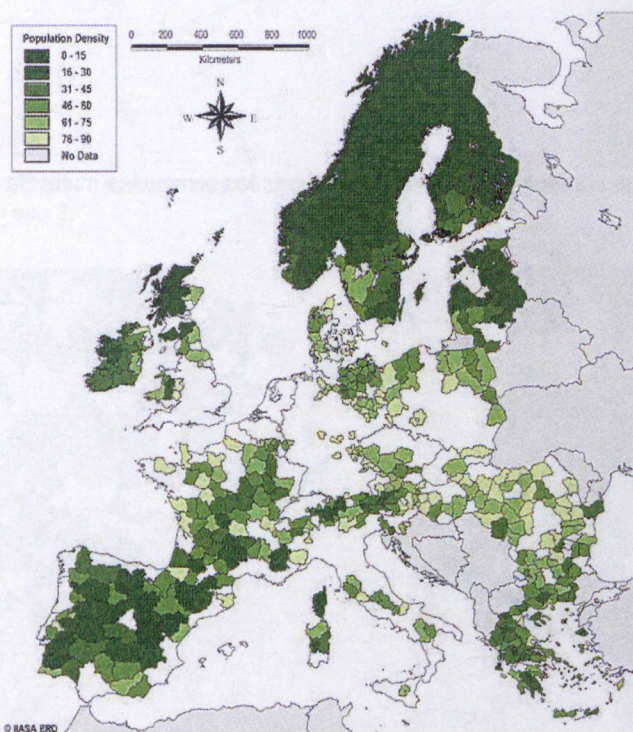 Population Density
0 - 15
16 - 30
31 - 45
46 - 60
61 - 75
76 - 90
No Data
0 200 400 600 800 1000
Kilometers
N
W E
S
© IIASA ERD